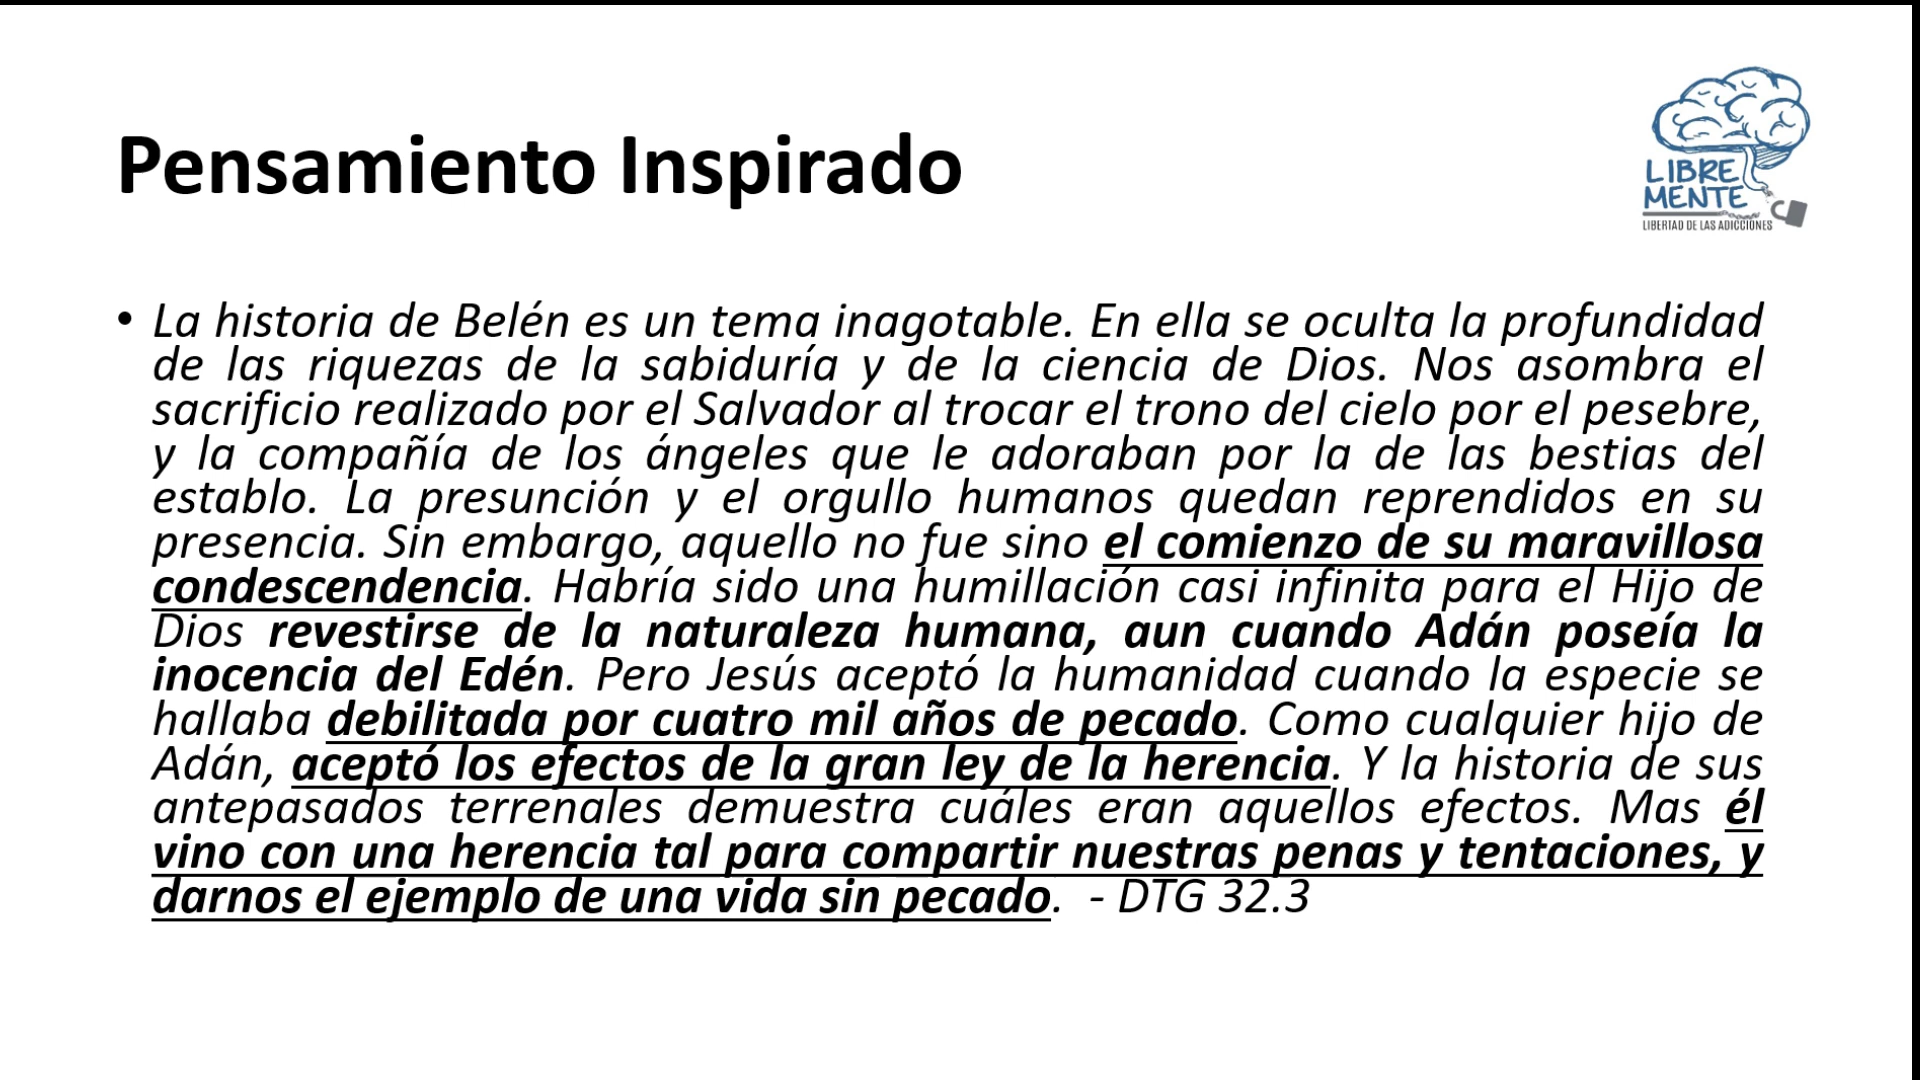 Pensamiento Inspirado
LIBRE
MENTE
LIBERTAD DE LAS ADICCIONES
• La historia de Belén es un tema inagotable. En ella se oculta la profundidad
de las riquezas de la sabiduría y de la ciencia de Dios. Nos asombra el
sacrificio realizado por el Salvador al trocar el trono del cielo por el pesebre,
y la compañía de los ángeles que le adoraban por la de las bestias del
establo. La presunción y el orgullo humanos quedan reprendidos en su
presencia. Sin embargo, aquello no fue sino el comienzo de su maravillosa
condescendencia. Habría sido una humillación casi infinita para el Hijo de
Dios revestirse de la naturaleza humana, aun cuando Adán poseía la
inocencia del Edén. Pero Jesús aceptó la humanidad cuando la especie se
hallaba debilitada por cuatro mil años de pecado. Como cualquier hijo de
Adán, aceptó los efectos de la gran ley de la herencia. Y la historia de sus
antepasados terrenales demuestra cuáles eran aquellos efectos. Mas él
vino con una herencia tal para compartir nuestras penas y tentaciones, y
darnos el ejemplo de una vida sin pecado. - DTG 32.3